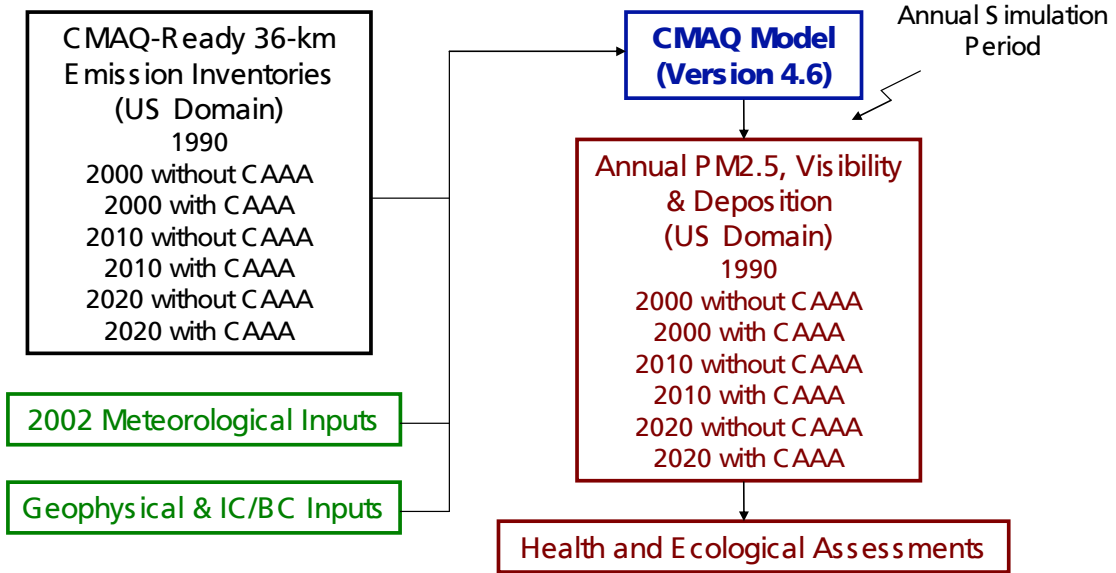 CMAQ-Ready 36-km
Emission Inventories
(US Domain)
1990
2000 without CAAA
2000 with CAAA
2010 without CAAA
2010 with CAAA
2020 without CAAA
2020 with CAAA
2002 Meteorological Inputs
Geophysical & IC/BC Inputs
CMAQ Model
(Version 4.6)
Annual Simulation
Period
Annual PM2.5, Visibility
& Deposition
(US Domain)
1990
2000 without CAAA
2000 with CAAA
2010 without CAAA
2010 with CAAA
2020 without CAAA
2020 with CAAA
Health and Ecological Assessments